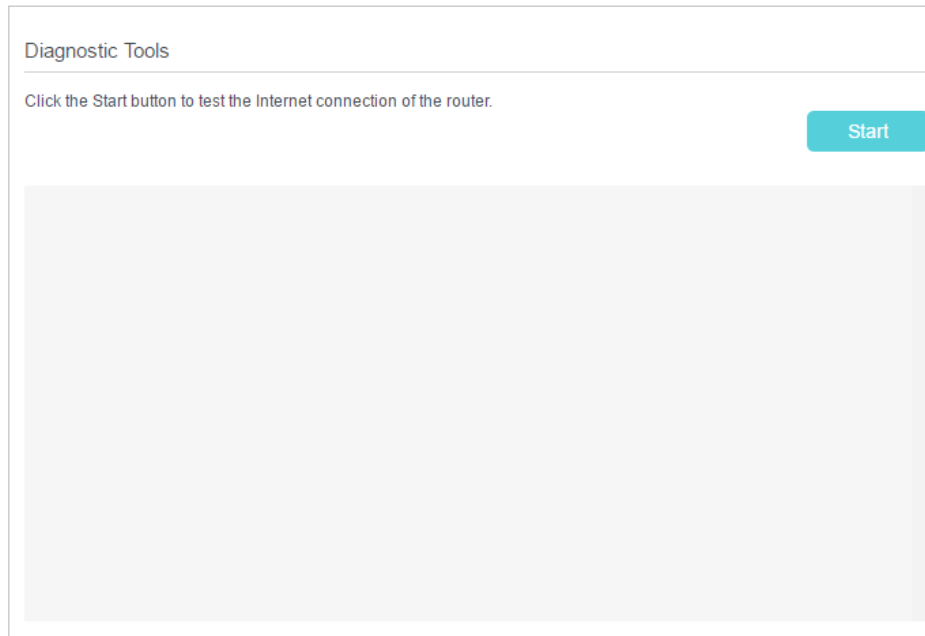 Diagnostic Tools
Click the Start button to test the Internet connection of the router.
Start